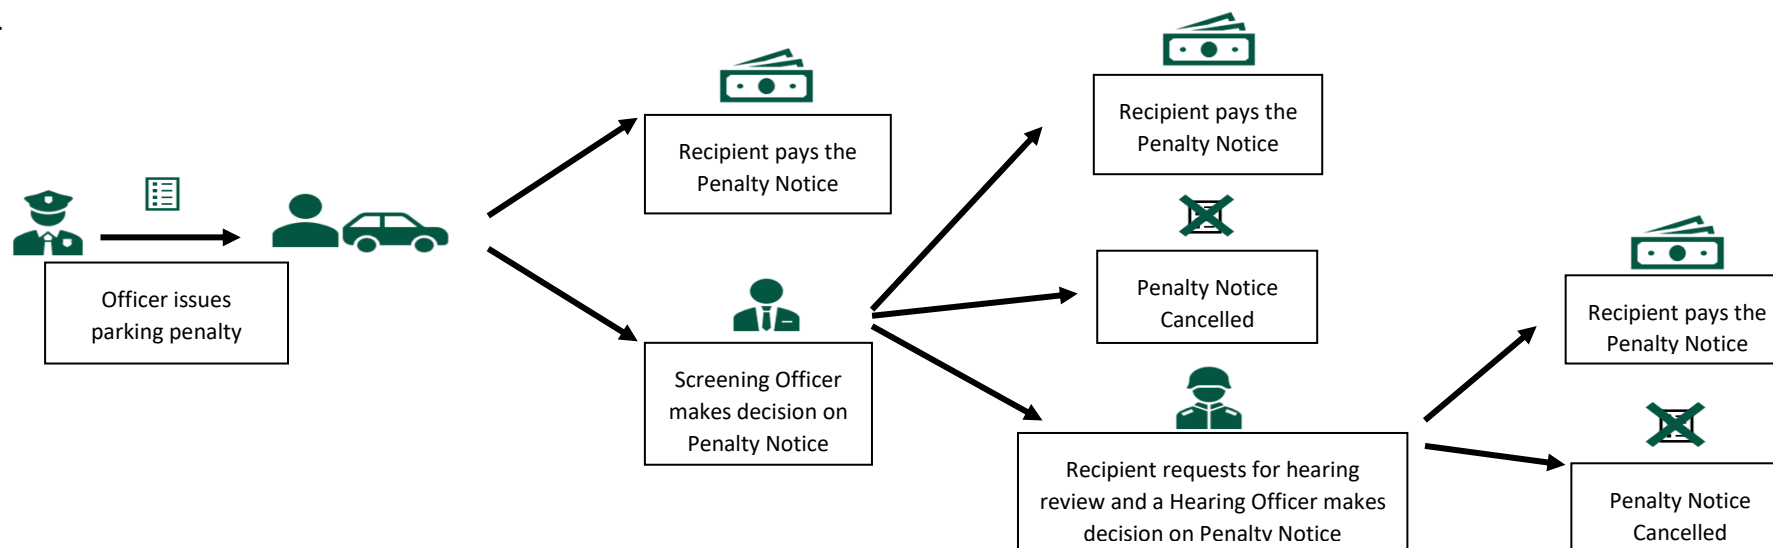 Officer issues
parking penalty
Recipient pays the
Penalty Notice
Screening Officer
makes decision on
Penalty Notice
Recipient pays the
Penalty Notice
Penalty Notice
Cancelled
Recipient requests for hearing
review and a Hearing Officer makes
decision on Penalty Notice
Recipient pays the
Penalty Notice
Penalty Notice
Cancelled